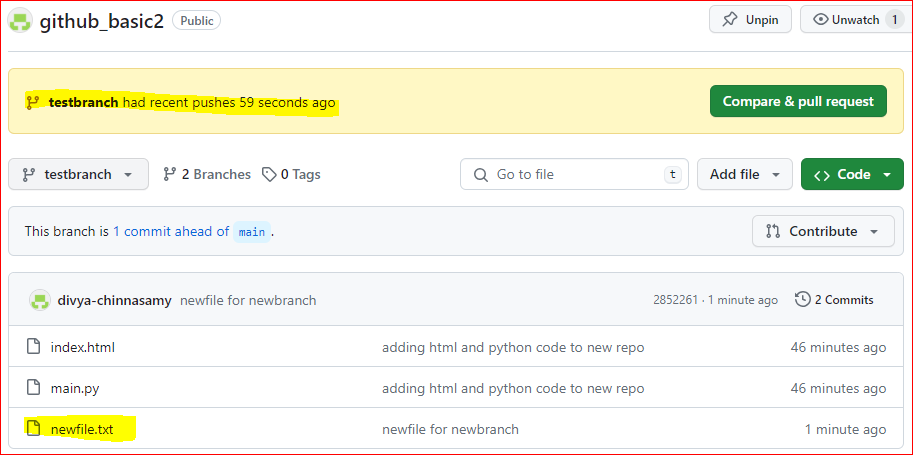 github_basic2 Public Unpin Unwatch 1
testbranch had recent pushes 59 seconds ago Compare & pull request
testbranch 2 Branches 0 Tags Go to file t Add file Code
This branch is 1 commit ahead of main . Contribute
divya-chinnasamy newfile for newbranch 2852261 · 1 minute ago 2 Commits
index.html adding html and python code to new repo 46 minutes ago
main.py adding html and python code to new repo 46 minutes ago
newfile.txt newfile for newbranch 1 minute ago